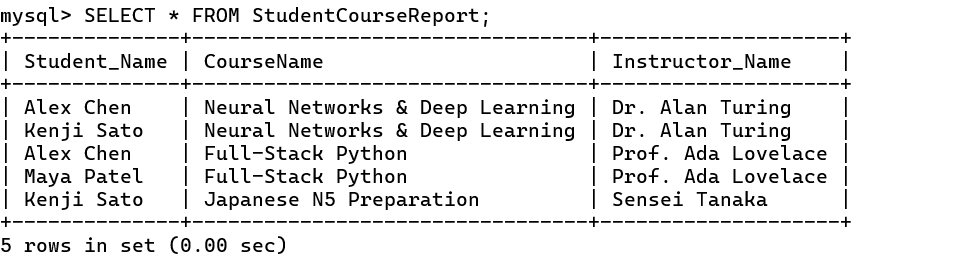 mysql> SELECT * FROM StudentCourseReport;
+--------------+---------------------------------+--------------------+
| Student_Name | CourseName                      | Instructor_Name    |
+--------------+---------------------------------+--------------------+
| Alex Chen    | Neural Networks & Deep Learning | Dr. Alan Turing    |
| Kenji Sato   | Neural Networks & Deep Learning | Dr. Alan Turing    |
| Alex Chen    | Full-Stack Python               | Prof. Ada Lovelace |
| Maya Patel   | Full-Stack Python               | Prof. Ada Lovelace |
| Kenji Sato   | Japanese N5 Preparation         | Sensei Tanaka      |
+--------------+---------------------------------+--------------------+
5 rows in set (0.00 sec)